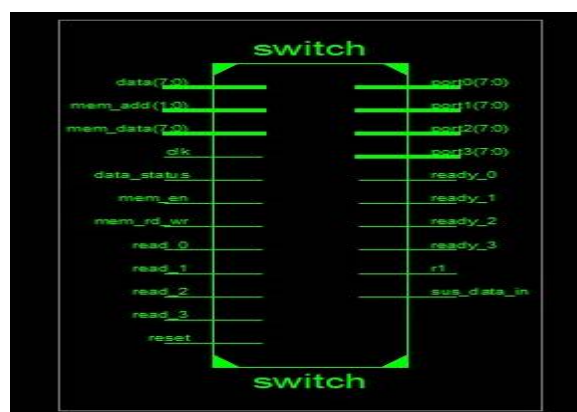 switch
data(7:0) port0(7:0)
mem_add(1:0) port1(7:0)
mem_data(7:0) port2(7:0)
clk port3(7:0)
data_status ready_0
mem_en ready_1
mem_rd_wr ready_2
read_0 ready_3
read_1 r1
read_2 sus_data_in
read_3
reset
switch